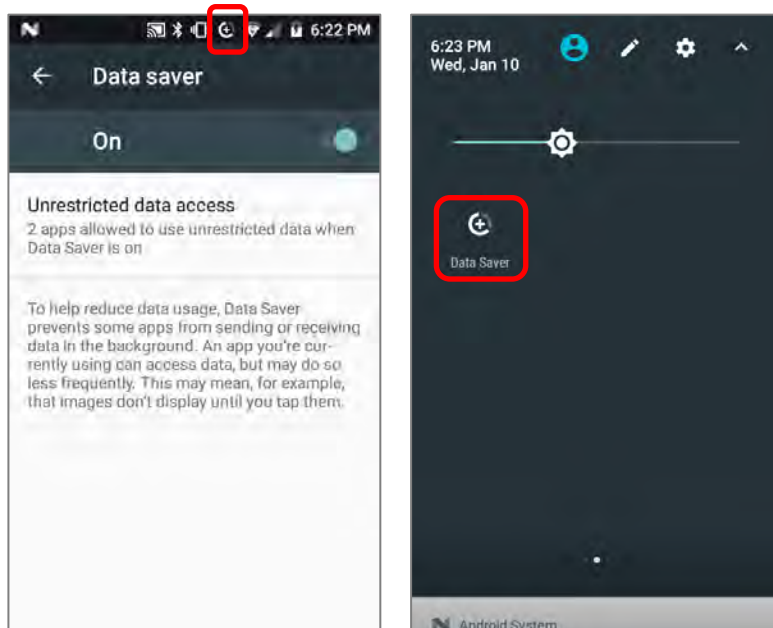 6:22 PM
Data saver
On
Unrestricted data access
2 apps allowed to use unrestricted data when
Data Saver is on
To help reduce data usage, Data Saver
prevents some apps from sending or receiving
data in the background. An app you're cur-
rently using can access data, but may do so
less frequently. This may mean, for example,
that images don't display until you tap them.
6:23 PM
Wed, Jan 10
Data Saver
Android System